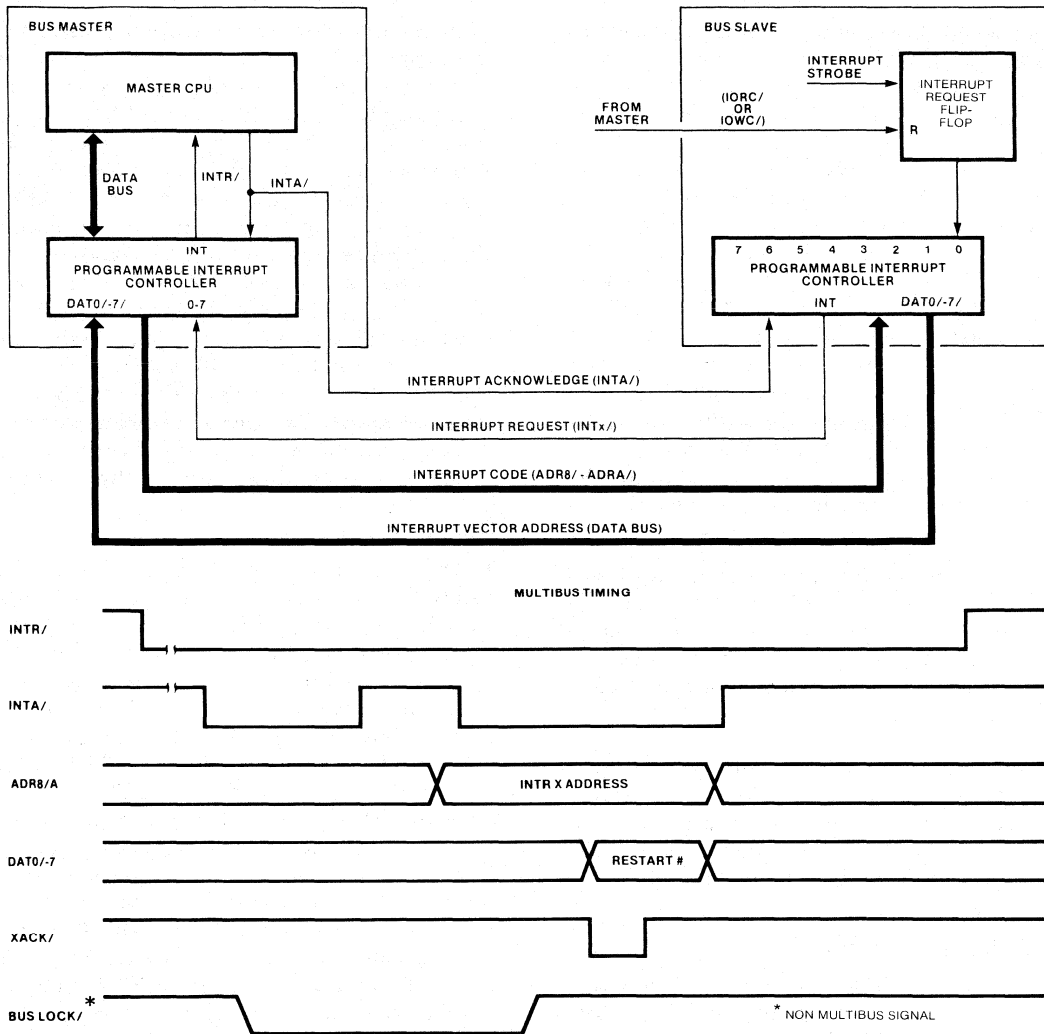 BUS MASTER
MASTER CPU
DATA
BUS
INTR/
INTA/
INT
PROGRAMMABLE INTERRUPT
CONTROLLER
DAT0/-7/
0-7
BUS SLAVE
INTERRUPT
STROBE
INTERRUPT
REQUEST
FLIP-
FLOP
R
FROM
MASTER
(IORC/
OR
IOWC/)
7 6 5 4 3 2 1 0
PROGRAMMABLE INTERRUPT
CONTROLLER
INT
DAT0/-7/
INTERRUPT ACKNOWLEDGE (INTA/)
INTERRUPT REQUEST (INTx/)
INTERRUPT CODE (ADR8/ - ADRA/)
INTERRUPT VECTOR ADDRESS (DATA BUS)
MULTIBUS TIMING
INTR/
INTA/
ADR8/A
INTR X ADDRESS
DAT0/-7
RESTART #
XACK/
BUS LOCK/ *
* NON MULTIBUS SIGNAL